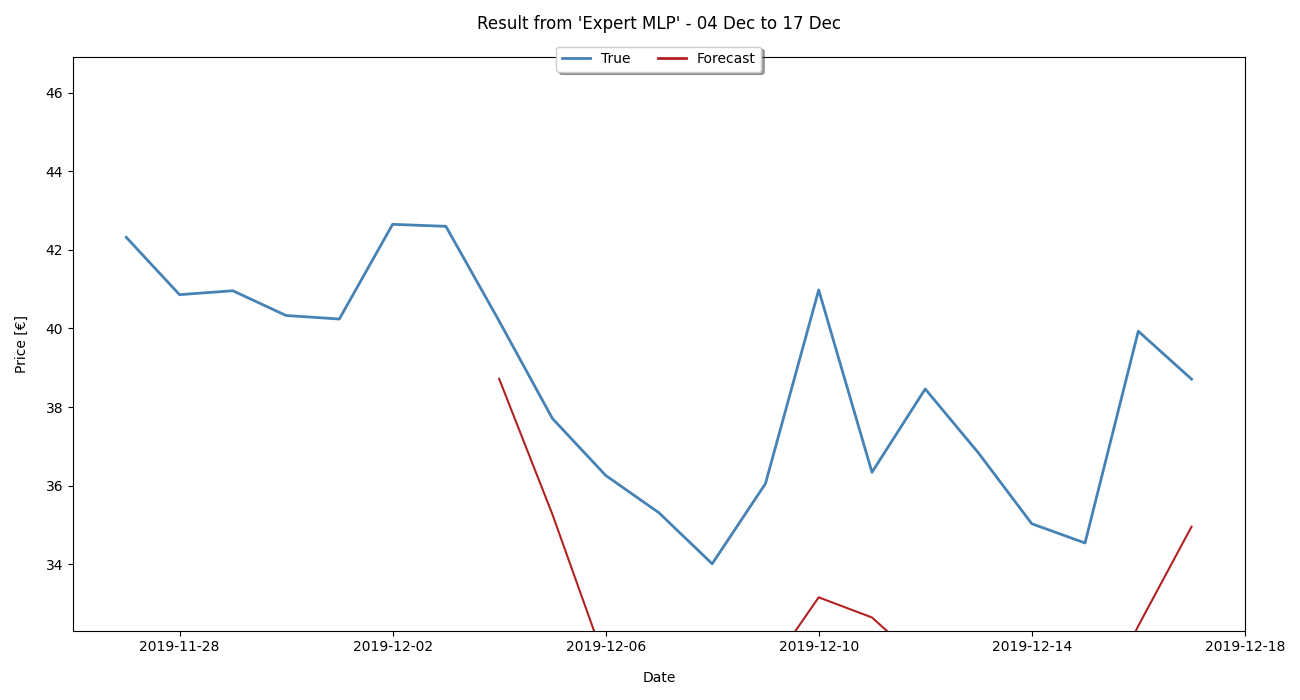 Result from 'Expert MLP' - 04 Dec to 17 Dec
True Forecast
46
44
42
40
38
36
34
Price [€]
2019-11-28 2019-12-02 2019-12-06 2019-12-10 2019-12-14 2019-12-18
Date